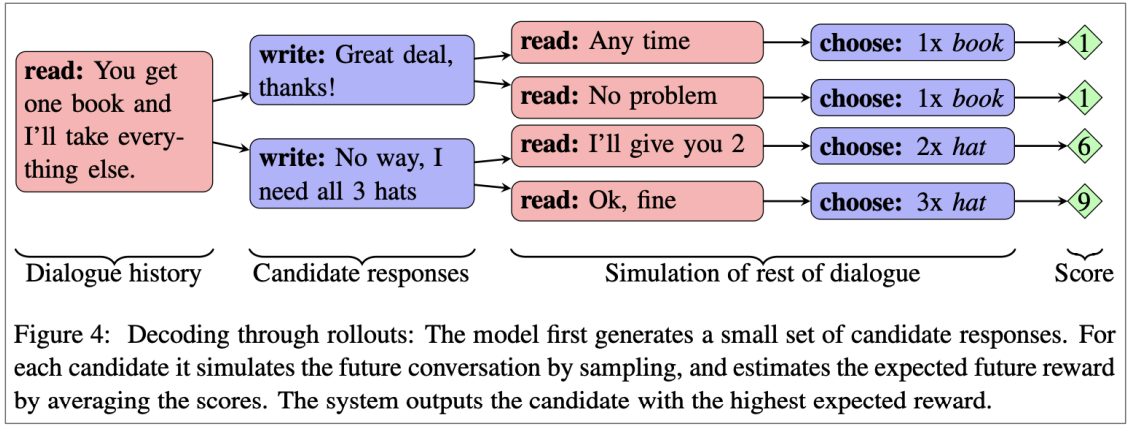 read: You get
one book and
I'll take every-
thing else.
write: Great deal,
thanks!
write: No way, I
need all 3 hats
read: Any time
choose: 1x book
1
read: No problem
choose: 1x book
1
read: I'll give you 2
choose: 2x hat
6
read: Ok, fine
choose: 3x hat
9
Dialogue history
Candidate responses
Simulation of rest of dialogue
Score
Figure 4: Decoding through rollouts: The model first generates a small set of candidate responses. For
each candidate it simulates the future conversation by sampling, and estimates the expected future reward
by averaging the scores. The system outputs the candidate with the highest expected reward.